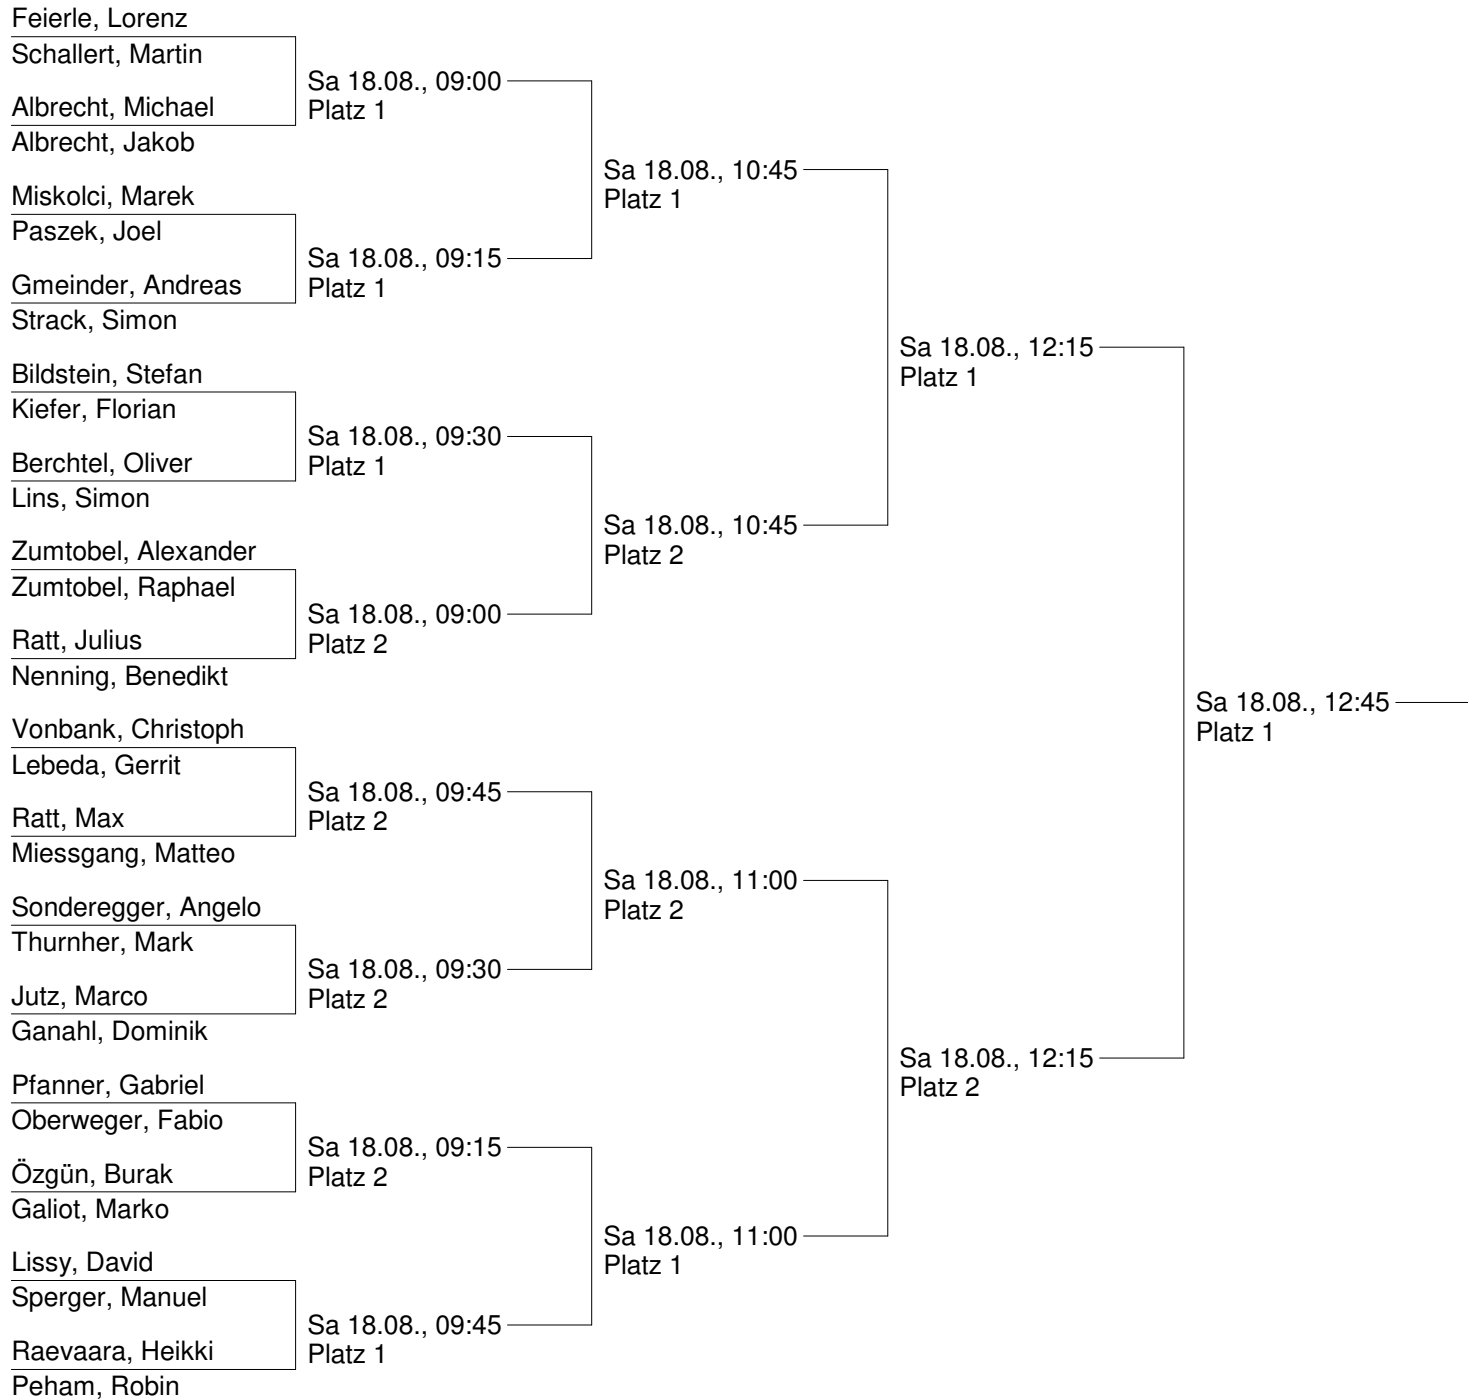 Feierle, Lorenz
Schallert, Martin
Sa 18.08., 09:00
Platz 1
Albrecht, Michael
Albrecht, Jakob
Sa 18.08., 10:45
Platz 1
Miskolci, Marek
Paszek, Joel
Sa 18.08., 09:15
Platz 1
Gmeinder, Andreas
Strack, Simon
Sa 18.08., 12:15
Platz 1
Bildstein, Stefan
Kiefer, Florian
Sa 18.08., 09:30
Platz 1
Berchtel, Oliver
Lins, Simon
Sa 18.08., 10:45
Platz 2
Zumtobel, Alexander
Zumtobel, Raphael
Sa 18.08., 09:00
Platz 2
Ratt, Julius
Nenning, Benedikt
Sa 18.08., 12:45
Platz 1
Vonbank, Christoph
Lebeda, Gerrit
Sa 18.08., 09:45
Platz 2
Ratt, Max
Miessgang, Matteo
Sa 18.08., 11:00
Platz 2
Sonderegger, Angelo
Thurnher, Mark
Sa 18.08., 09:30
Platz 2
Jutz, Marco
Ganahl, Dominik
Sa 18.08., 12:15
Platz 2
Pfanner, Gabriel
Oberweger, Fabio
Sa 18.08., 09:15
Platz 2
Özgün, Burak
Galiot, Marko
Sa 18.08., 11:00
Platz 1
Lissy, David
Sperger, Manuel
Sa 18.08., 09:45
Platz 1
Raevaara, Heikki
Peham, Robin